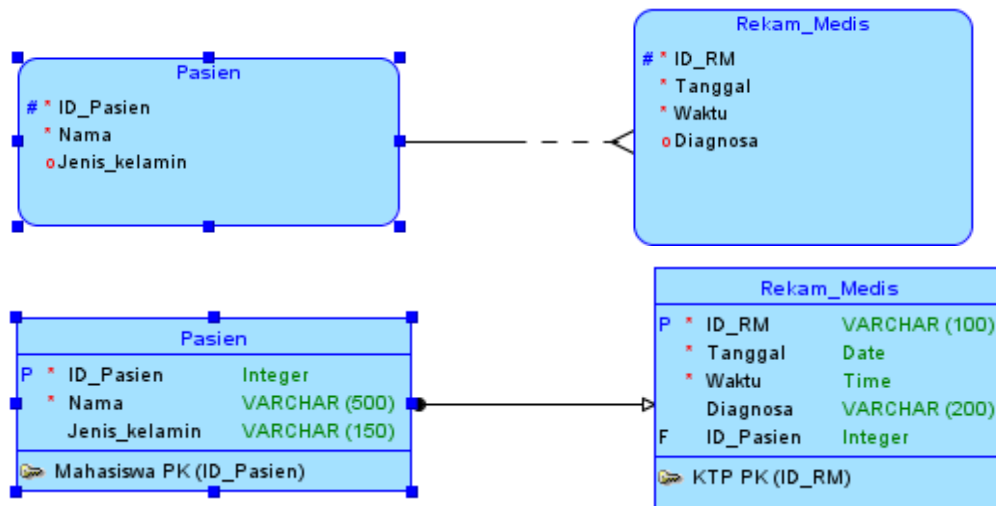 Pasien
# * ID_Pasien
* Nama
o Jenis_kelamin
Rekam_Medis
# * ID_RM
* Tanggal
* Waktu
o Diagnosa
Pasien
P * ID_Pasien Integer
* Nama VARCHAR (500)
Jenis_kelamin VARCHAR (150)
Mahasiswa PK (ID_Pasien)
Rekam_Medis
P * ID_RM VARCHAR (100)
* Tanggal Date
* Waktu Time
Diagnosa VARCHAR (200)
F ID_Pasien Integer
KTP PK (ID_RM)